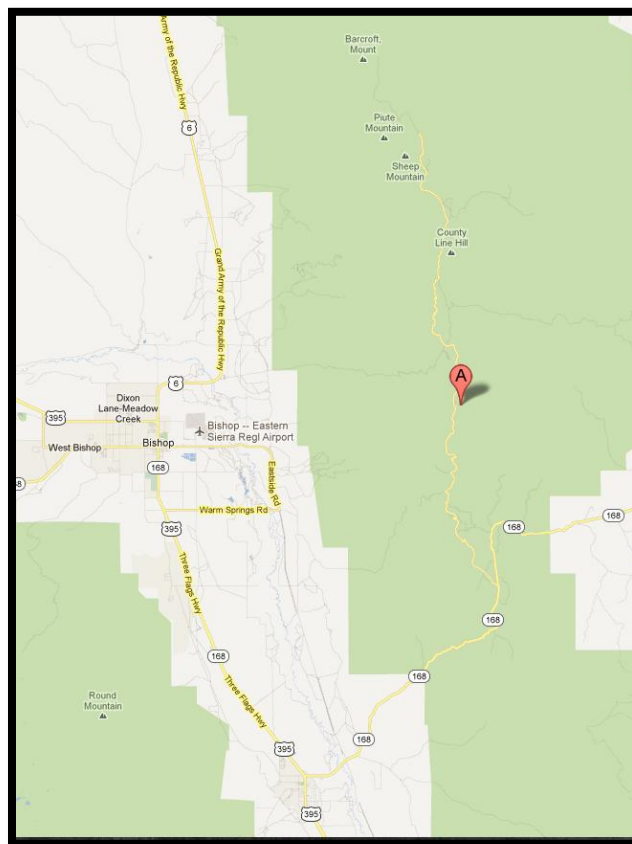 Barcroft,
Mount
Army of the Republic Hwy
6
Piute
Mountain
Sheep
Mountain
County
Line Hill
Grand Army of the Republic Hwy
A
6
Dixon
Lane-Meadow
Creek
395
Bishop -- Eastern
Sierra Regl Airport
West Bishop
Bishop
168
Eastside Rd
Warm Springs Rd
168
168
395
Three Flags Hwy
168
168
168
Three Flags Hwy
Round
Mountain
168
395
395